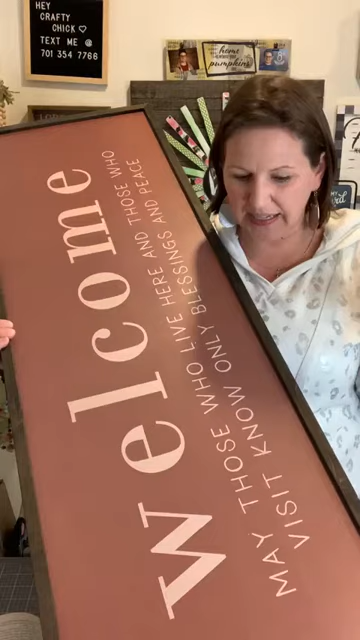 HEY
CRAFTY
CHICK ♡
TEXT ME @
701 354 7766
home
pumpkins
welcome
MAY THOSE WHO LIVE HERE AND THOSE WHO
VISIT KNOW ONLY BLESSINGS AND PEACE